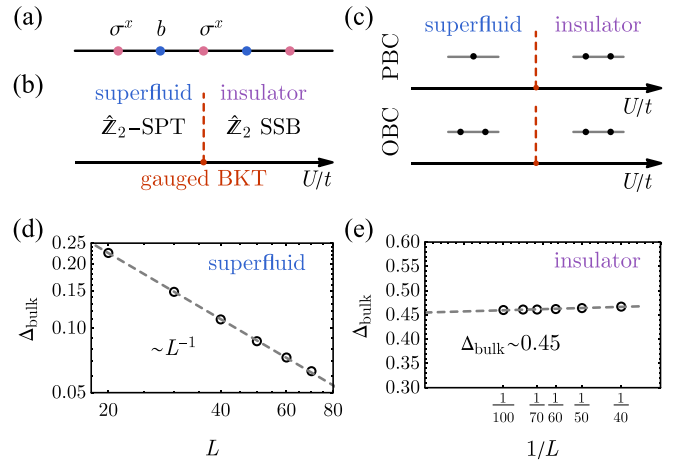 (a)
σˣ b σˣ
(b)
superfluid insulator
ℤ̂₂−SPT ℤ̂₂ SSB
gauged BKT U/t
(c)
superfluid insulator
PBC
U/t
OBC
U/t
(d)
superfluid
Δbulk
0.25
0.20
0.15
0.10
0.05
~L⁻¹
20 40 60 80
L
(e)
insulator
Δbulk
0.60
0.55
0.50
0.45
0.40
0.35
0.30
Δbulk~0.45
1/100 1/70 1/60 1/50 1/40
1/L